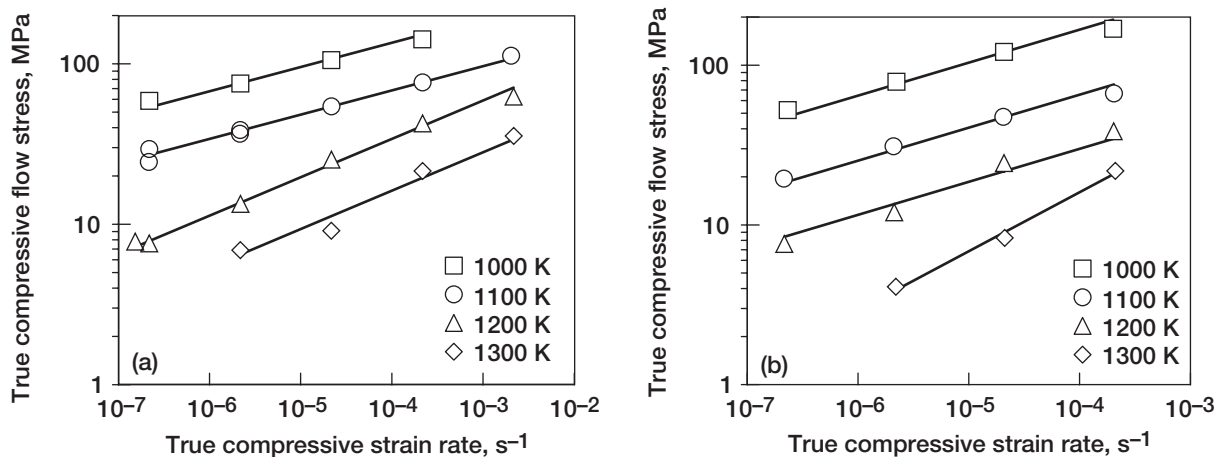 True compressive flow stress, MPa
100
10
1
1000 K
1100 K
1200 K
1300 K
(a)
10–7
10–6
10–5
10–4
10–3
10–2
True compressive strain rate, s–1
True compressive flow stress, MPa
100
10
1
1000 K
1100 K
1200 K
1300 K
(b)
10–7
10–6
10–5
10–4
10–3
True compressive strain rate, s–1